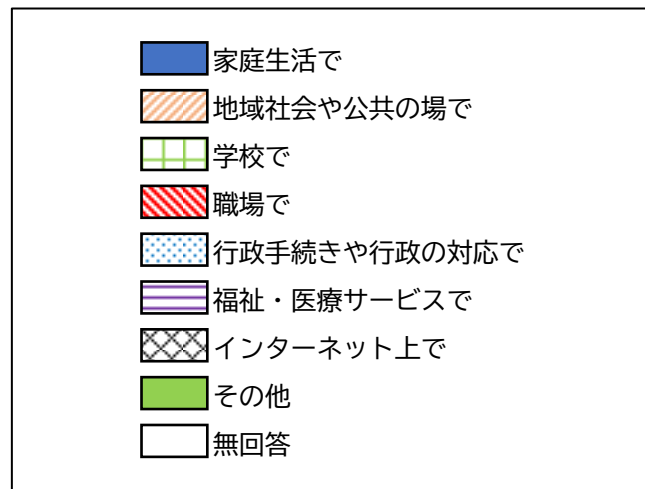 家庭生活で
地域社会や公共の場で
学校で
職場で
行政手続きや行政の対応で
福祉・医療サービスで
インターネット上で
その他
無回答